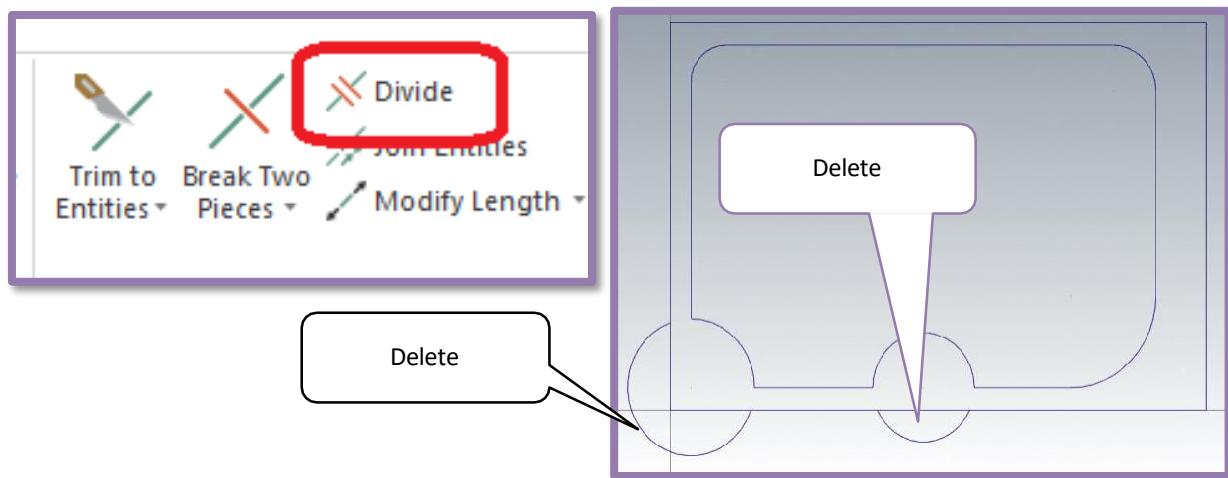 Divide
Join Entities
Trim to
Entities
Break Two
Pieces
Modify Length
Delete
Delete